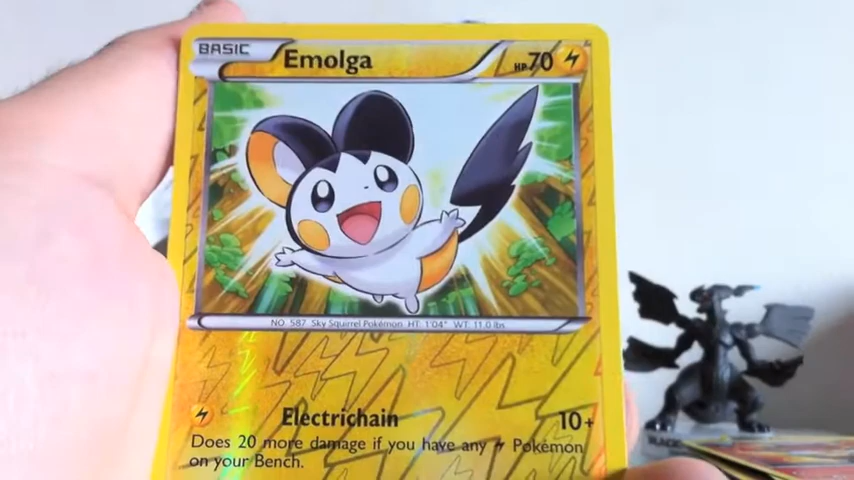 BASIC
Emolga
HP70
NO. 587 Sky Squirrel Pokémon HT: 1'04" WT: 11.0 lbs.
Electrichain 10+
Does 20 more damage if you have any Pokémon
on your Bench.
BLACK